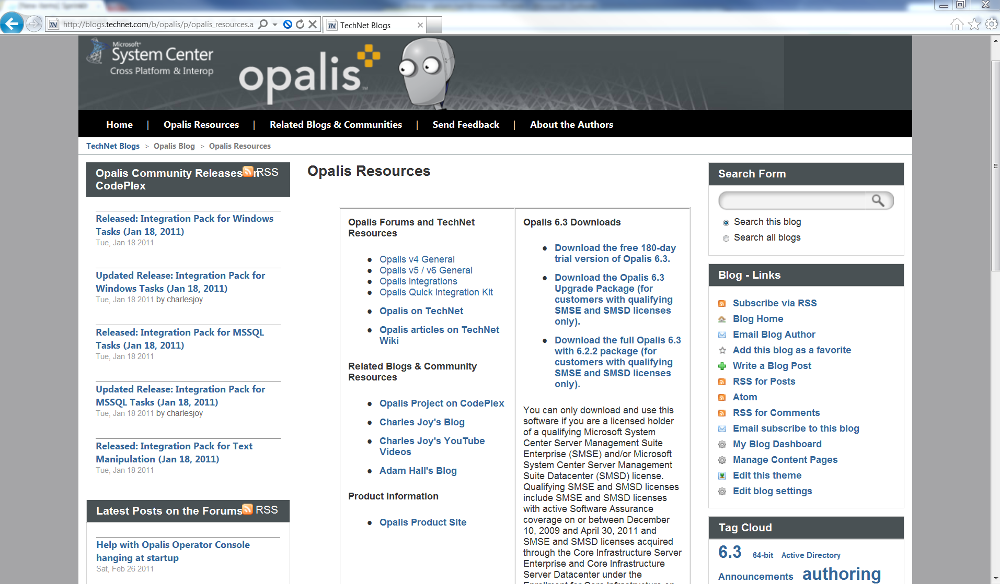 http://blogs.technet.com/b/opalis/p/opalis_resources.a
TechNet Blogs
Microsoft
System Center
Cross Platform & Interop
opalis
TM
Home | Opalis Resources | Related Blogs & Communities | Send Feedback | About the Authors
TechNet Blogs > Opalis Blog > Opalis Resources
Opalis Community Releases
RSS
CodePlex
Released: Integration Pack for Windows
Tasks (Jan 18, 2011)
Tue, Jan 18 2011
Updated Release: Integration Pack for
Windows Tasks (Jan 18, 2011)
Tue, Jan 18 2011 by charlesjoy
Released: Integration Pack for MSSQL
Tasks (Jan 18, 2011)
Tue, Jan 18 2011
Updated Release: Integration Pack for
MSSQL Tasks (Jan 18, 2011)
Tue, Jan 18 2011 by charlesjoy
Released: Integration Pack for Text
Manipulation (Jan 18, 2011)
Tue, Jan 18 2011
Latest Posts on the Forums
RSS
Help with Opalis Operator Console
hanging at startup
Sat, Feb 26 2011
Opalis Resources
Opalis Forums and TechNet
Resources
Opalis v4 General
Opalis v5 / v6 General
Opalis Integrations
Opalis Quick Integration Kit
Opalis on TechNet
Opalis articles on TechNet
Wiki
Related Blogs & Community
Resources
Opalis Project on CodePlex
Charles Joy's Blog
Charles Joy's YouTube
Videos
Adam Hall's Blog
Product Information
Opalis Product Site
Opalis 6.3 Downloads
Download the free 180-day
trial version of Opalis 6.3.
Download the Opalis 6.3
Upgrade Package (for
customers with qualifying
SMSE and SMSD licenses
only).
Download the full Opalis 6.3
with 6.2.2 package (for
customers with qualifying
SMSE and SMSD licenses
only).
You can only download and use this
software if you are a licensed holder
of a qualifying Microsoft System
Center Server Management Suite
Enterprise (SMSE) and/or Microsoft
System Center Server Management
Suite Datacenter (SMSD) license.
Qualifying SMSE and SMSD licenses
include SMSE and SMSD licenses
with active Software Assurance
coverage on or between December
10, 2009 and April 30, 2011 and
SMSE and SMSD licenses acquired
through the Core Infrastructure Server
Enterprise and Core Infrastructure
Server Datacenter under the
Search Form
Search this blog
Search all blogs
Blog - Links
Subscribe via RSS
Blog Home
Email Blog Author
Add this blog as a favorite
Write a Blog Post
RSS for Posts
Atom
RSS for Comments
Email subscribe to this blog
My Blog Dashboard
Manage Content Pages
Edit this theme
Edit blog settings
Tag Cloud
6.3 64-bit Active Directory
Announcements authoring